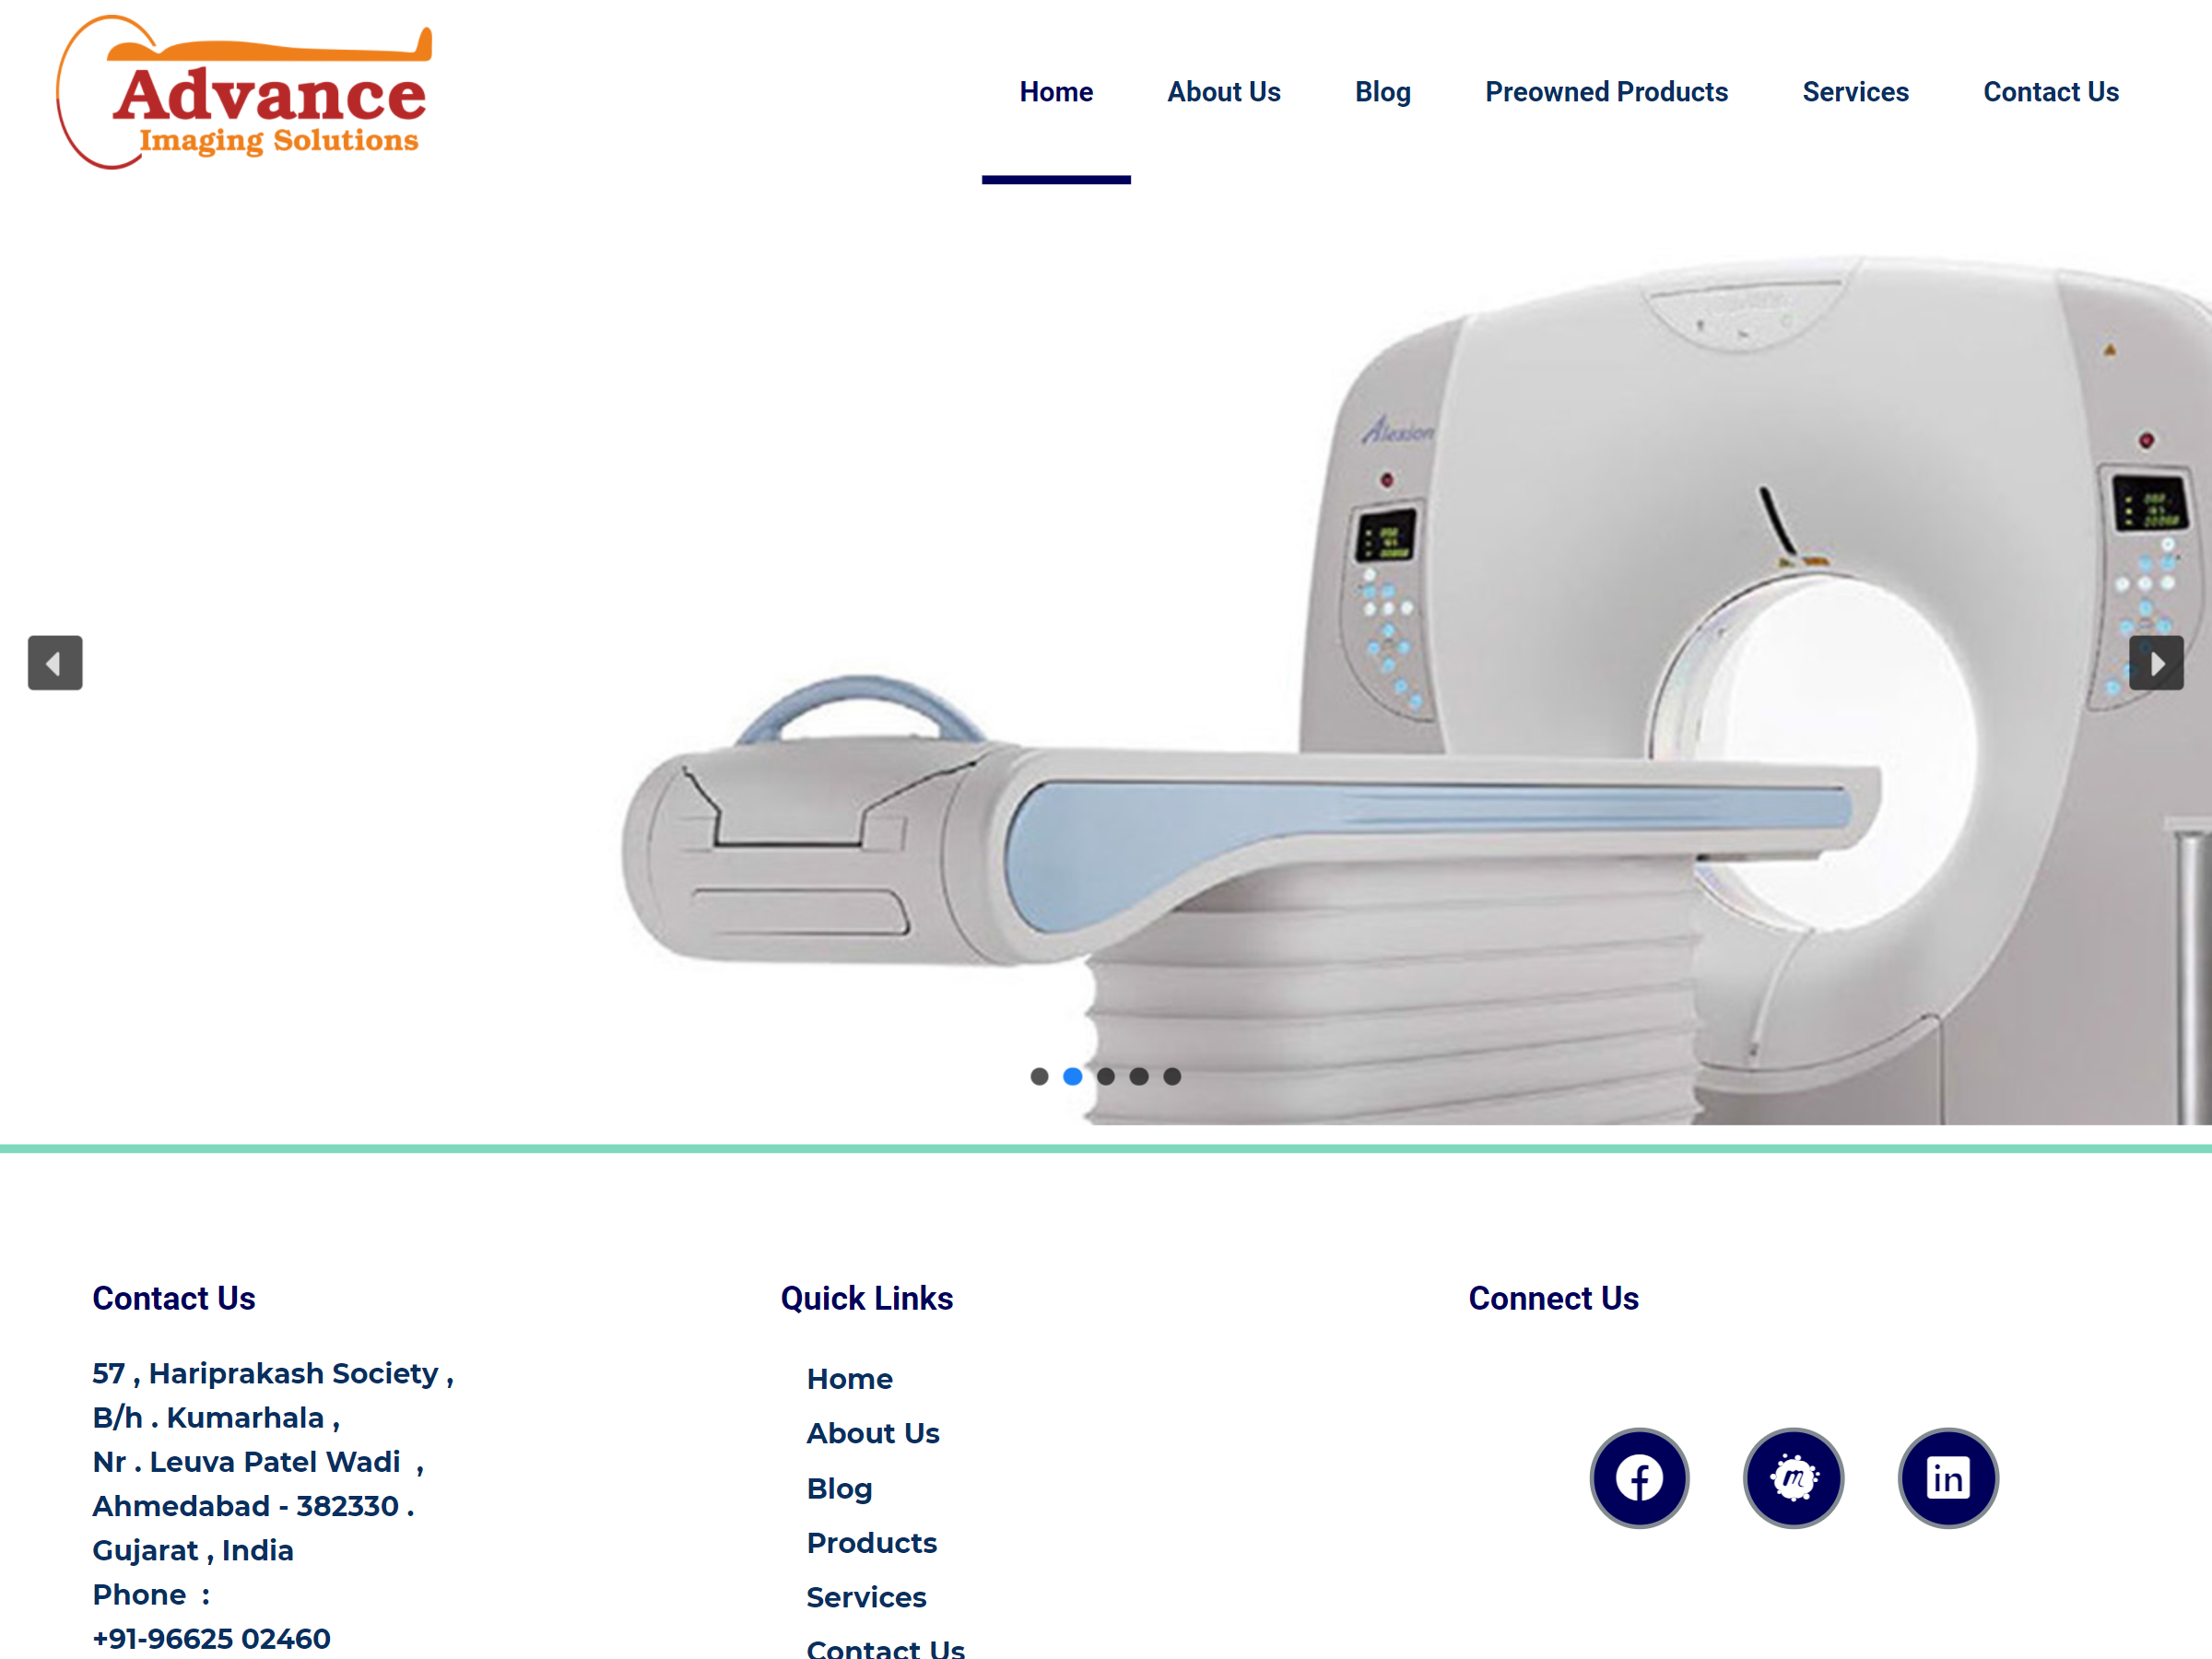 Advance
Imaging Solutions
Home
About Us
Blog
Preowned Products
Services
Contact Us
Alexion
Contact Us
57 , Hariprakash Society ,
B/h . Kumarhala ,
Nr . Leuva Patel Wadi  ,
Ahmedabad - 382330 .
Gujarat , India
Phone  :
+91-96625 02460
Quick Links
Home
About Us
Blog
Products
Services
Contact Us
Connect Us